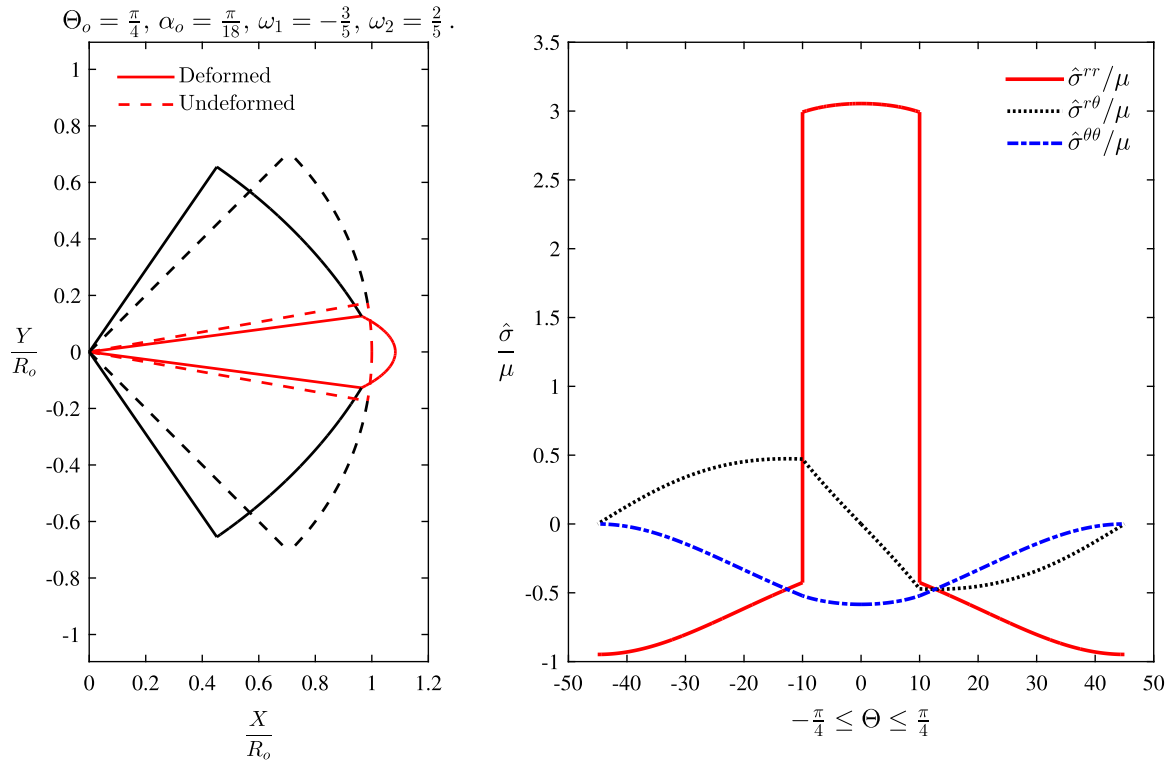 Θ_o = π/4, α_o = π/18, ω_1 = −3/5, ω_2 = 2/5.
Deformed
Undeformed
1
0.8
0.6
0.4
0.2
0
-0.2
-0.4
-0.6
-0.8
-1
Y/R_o
0 0.2 0.4 0.6 0.8 1 1.2
X/R_o
σ̂^{rr}/μ
σ̂^{rθ}/μ
σ̂^{θθ}/μ
3.5
3
2.5
2
1.5
1
0.5
0
-0.5
-1
σ̂/μ
-50 -40 -30 -20 -10 0 10 20 30 40 50
−π/4 ≤ Θ ≤ π/4